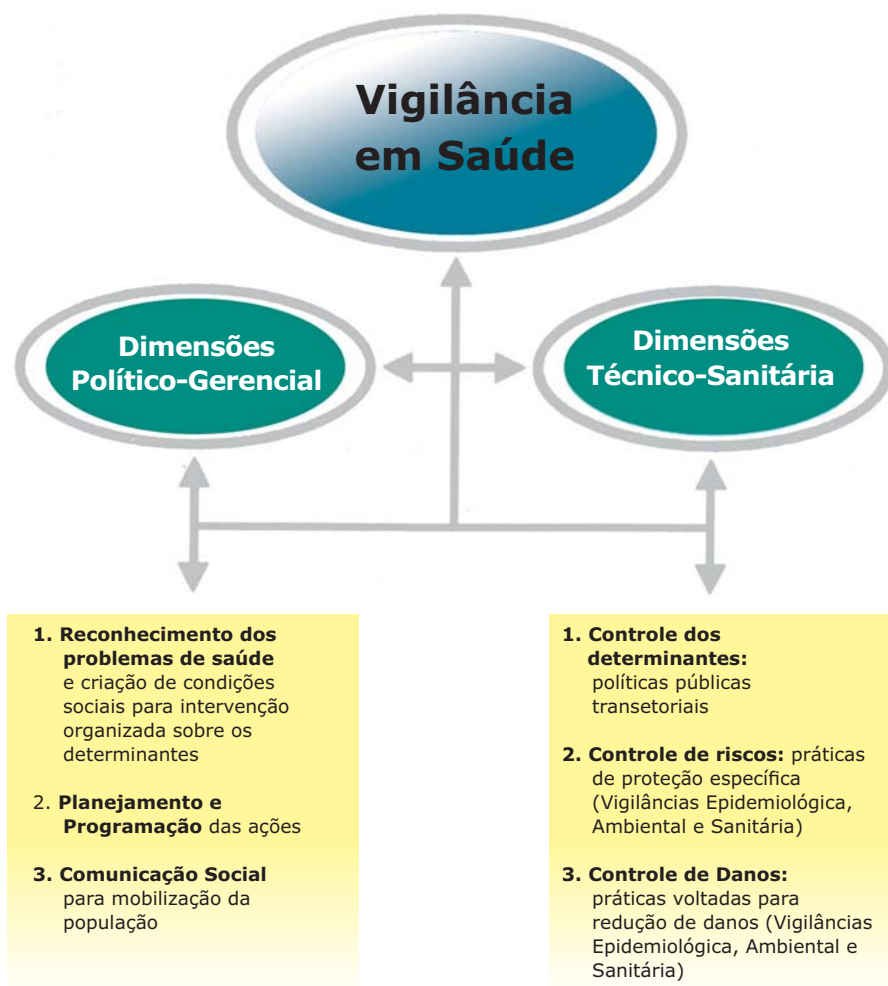 Vigilância
em Saúde
Dimensões
Político-Gerencial
Dimensões
Técnico-Sanitária
1. Reconhecimento dos
problemas de saúde
e criação de condições
sociais para intervenção
organizada sobre os
determinantes
2. Planejamento e
Programação das ações
3. Comunicação Social
para mobilização da
população
1. Controle dos
determinantes:
políticas públicas
transetoriais
2. Controle de riscos: práticas
de proteção específica
(Vigilâncias Epidemiológica,
Ambiental e Sanitária)
3. Controle de Danos:
práticas voltadas para
redução de danos (Vigilâncias
Epidemiológica, Ambiental e
Sanitária)